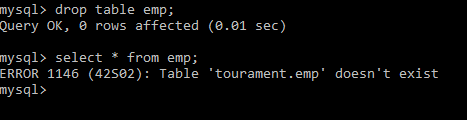 mysql> drop table emp;
Query OK, 0 rows affected (0.01 sec)
mysql> select * from emp;
ERROR 1146 (42S02): Table 'tourament.emp' doesn't exist
mysql>